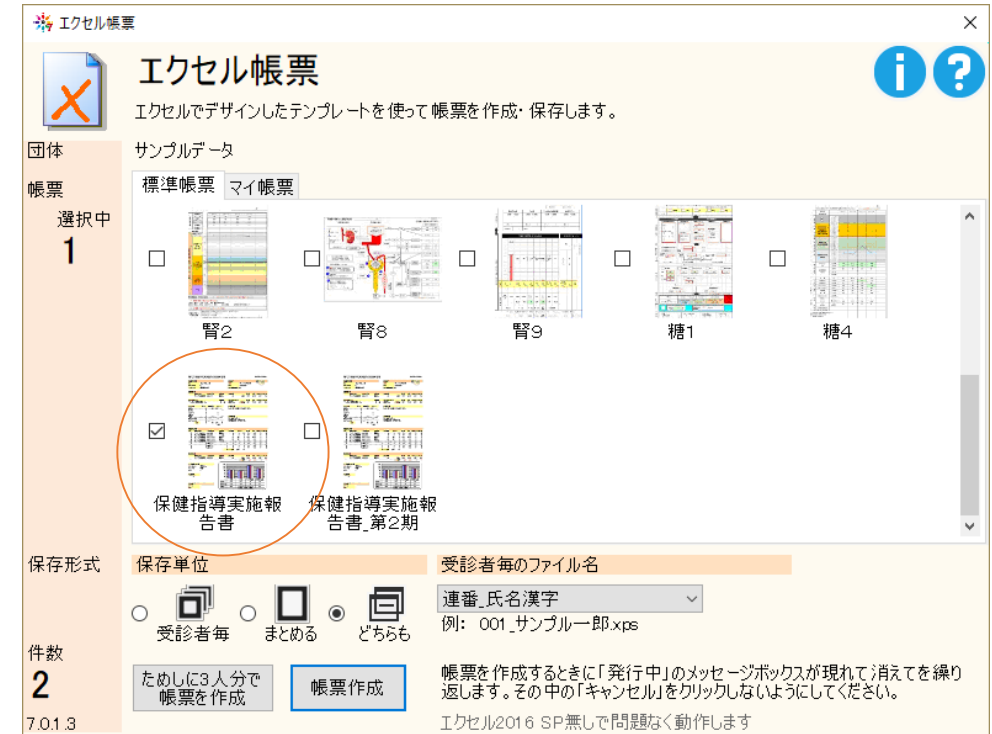 エクセル帳票
エクセル帳票
エクセルでデザインしたテンプレートを使って帳票を作成・保存します。
団体
サンプルデータ
帳票
標準帳票
マイ帳票
選択中
1
腎2
腎8
腎9
糖1
糖4
保健指導実施報
告書
保健指導実施報
告書_第2期
保存形式
保存単位
受診者毎のファイル名
受診者毎
まとめる
どちらも
連番_氏名漢字
例: 001_サンプル一郎.xps
件数
2
ためしに3人分で
帳票を作成
帳票作成
帳票を作成するときに「発行中」のメッセージボックスが現れて消えてを繰り
返します。その中の「キャンセル」をクリックしないようにしてください。
7.0.1.3
エクセル2016 SP無しで問題なく動作します